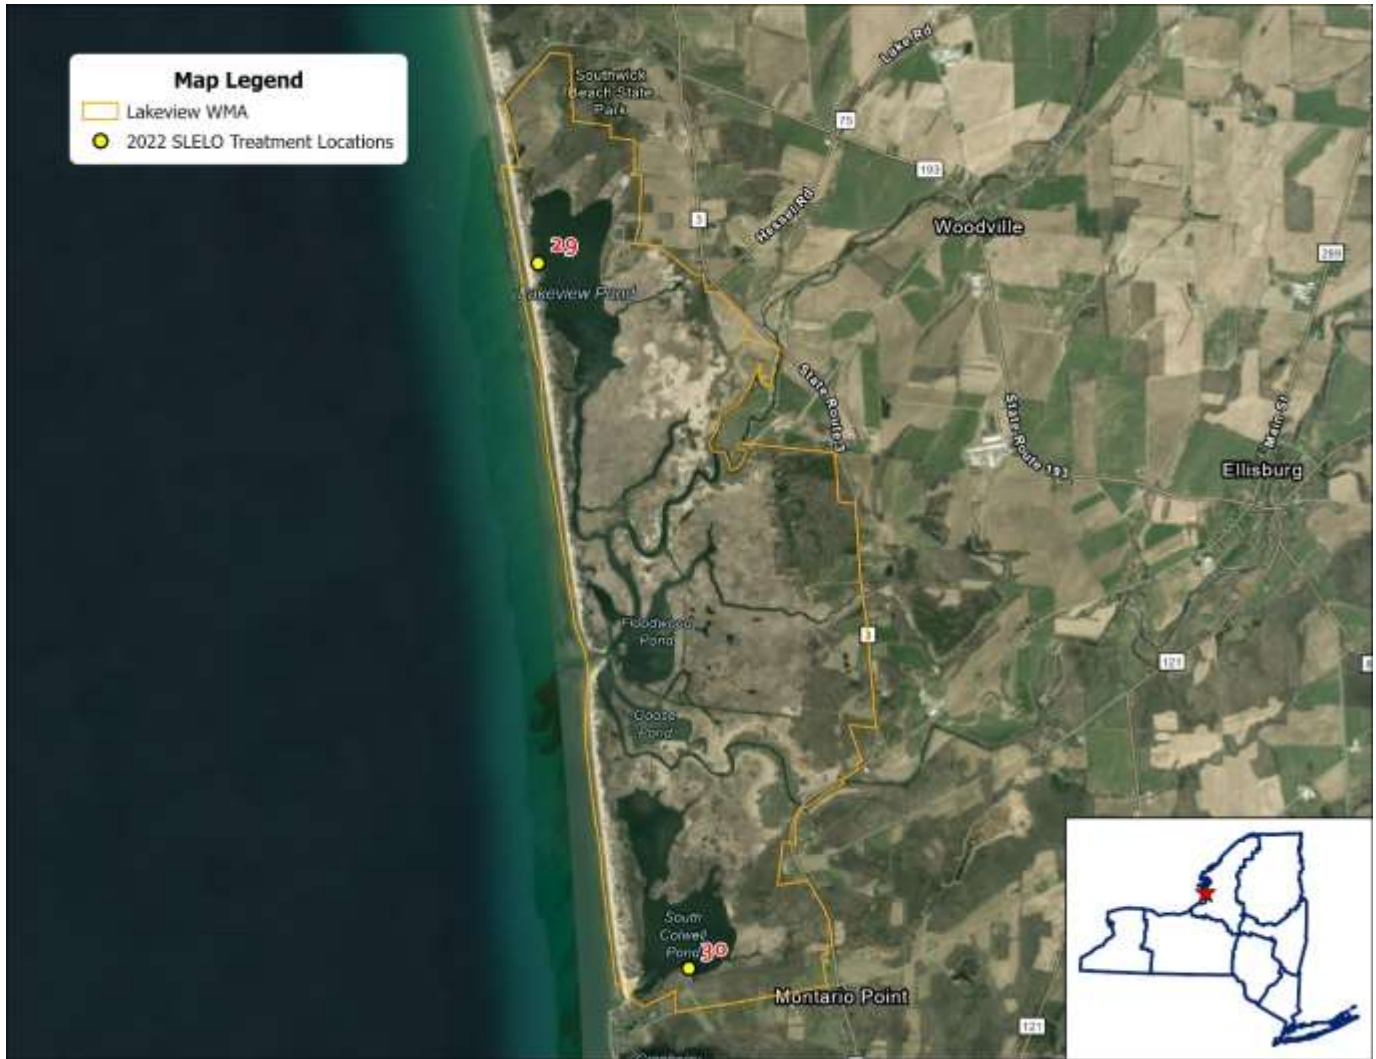 Map Legend
Lakeview WMA
2022 SLELO Treatment Locations
Southwick
Beach State
Park
Lake Rd
75
193
3
Hessel Rd
Woodville
289
29
Lakeview Pond
State Route 3
State Route 193
Main St
Ellisburg
Floodwood
Pond
3
121
Goose
Pond
South
Colwell
Pond
30
Montario Point
121